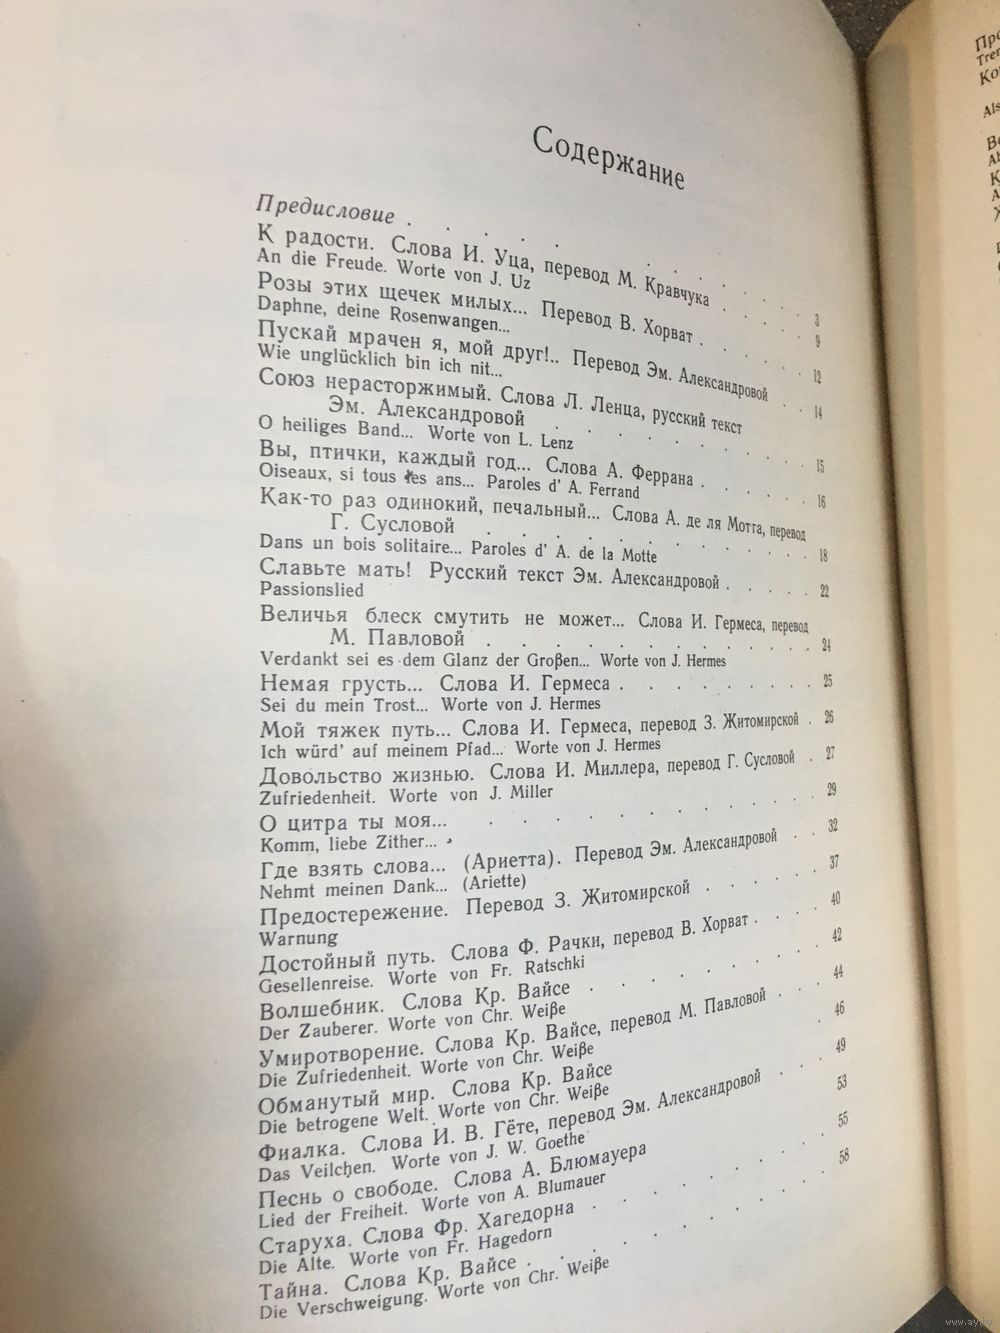 Содержание
Предисловие . . . . . . . . 3
К радости. Слова И. Уца, перевод М. Кравчука . . . . 9
An die Freude. Worte von J. Uz
Розы этих щечек милых... Перевод В. Хорват . . . . 12
Daphne, deine Rosenwangen...
Пускай мрачен я, мой друг!.. Перевод Эм. Александровой . . 14
Wie unglücklich bin ich nit...
Союз нерасторжимый. Слова Л. Ленца, русский текст
Эм. Александровой . . . . . . . . 15
O heiliges Band... Worte von L. Lenz
Вы, птички, каждый год... Слова А. Феррана . . . . . 16
Oiseaux, si tous les ans... Paroles d' A. Ferrand
Как-то раз одинокий, печальный... Слова А. де ля Мотта, перевод
Г. Сусловой . . . . . . . . . . . 18
Dans un bois solitaire... Paroles d' A. de la Motte
Славьте мать! Русский текст Эм. Александровой . . . . . 22
Passionslied
Величья блеск смутить не может... Слова И. Гермеса, перевод
М. Павловой . . . . . . . . . . . . 24
Verdankt sei es dem Glanz der Großen... Worte von J. Hermes
Немая грусть... Слова И. Гермеса . . . . . . . . 25
Sei du mein Trost... Worte von J. Hermes
Мой тяжек путь... Слова И. Гермеса, перевод З. Житомирской . 26
Ich würd' auf meinem Pfad... Worte von J. Hermes
Довольство жизнью. Слова И. Миллера, перевод Г. Сусловой . 27
Zufriedenheit. Worte von J. Miller
О цитра ты моя... . . . . . . . . . . 29
Komm, liebe Zither...
Где взять слова... (Ариетта). Перевод Эм. Александровой . . 32
Nehmt meinen Dank... (Ariette)
Предостережение. Перевод З. Житомирской . . . . . 37
Warnung
Достойный путь. Слова Ф. Рачки, перевод В. Хорват . . . . 40
Gesellenreise. Worte von Fr. Ratschki
Волшебник. Слова Кр. Вайсе . . . . . . . . 42
Der Zauberer. Worte von Chr. Weiße
Умиротворение. Слова Кр. Вайсе, перевод М. Павловой . . . 44
Die Zufriedenheit. Worte von Chr. Weiße
Обманутый мир. Слова Кр. Вайсе . 46
Die betrogene Welt. Worte von Chr. Weiße
Фиалка. Слова И. В. Гёте, перевод Эм. Александровой . . . 49
Das Veilchen. Worte von J. W. Goethe
Песнь о свободе. Слова А. Блюмауера . 53
Lied der Freiheit. Worte von A. Blumauer
Старуха. Слова Фр. Хагедорна . . . . . . . . 55
Die Alte. Worte von Fr. Hagedorn
Тайна. Слова Кр. Вайсе . . . . . . . . 58
Die Verschweigung. Worte von Chr. Weiße